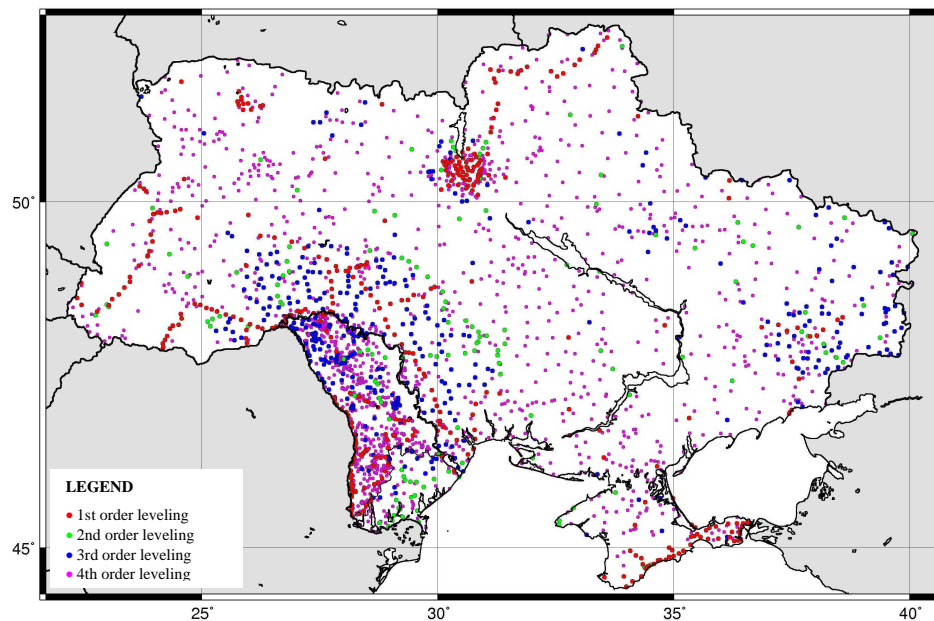 50˚
45˚
LEGEND
1st order leveling
2nd order leveling
3rd order leveling
4th order leveling
25˚ 30˚ 35˚ 40˚